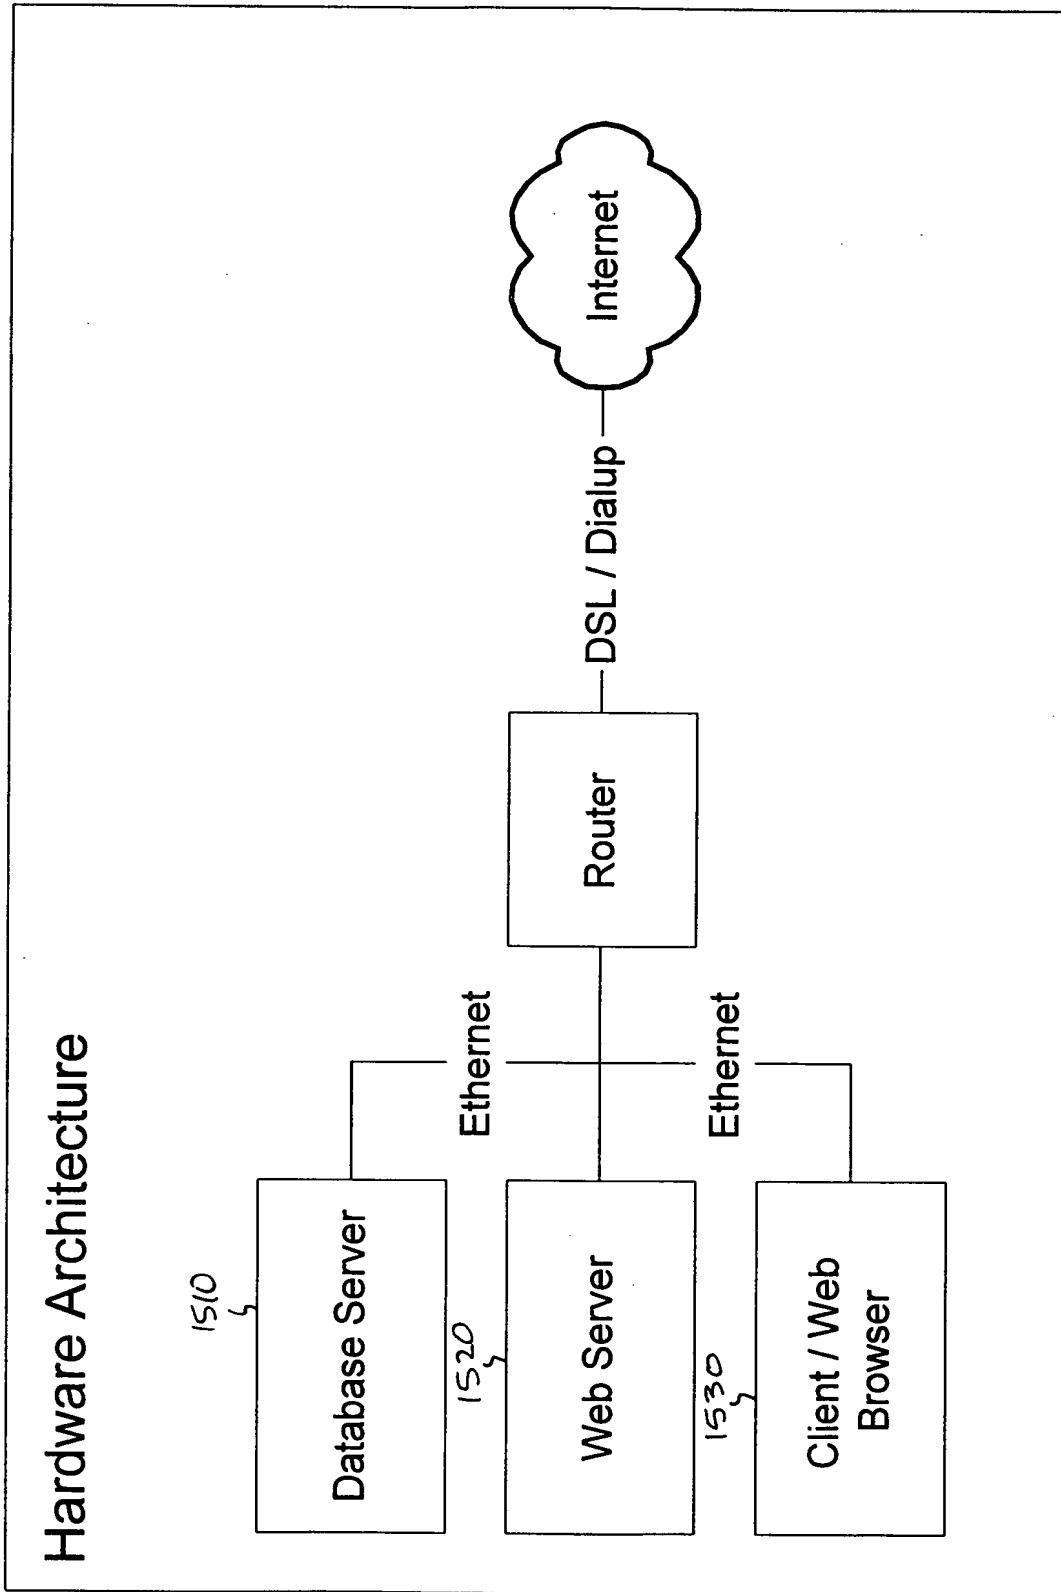 Hardware Architecture
1510
Database Server
Ethernet
1520
Web Server
Router
DSL / Dialup
Internet
1530
Client / Web
Browser
Ethernet